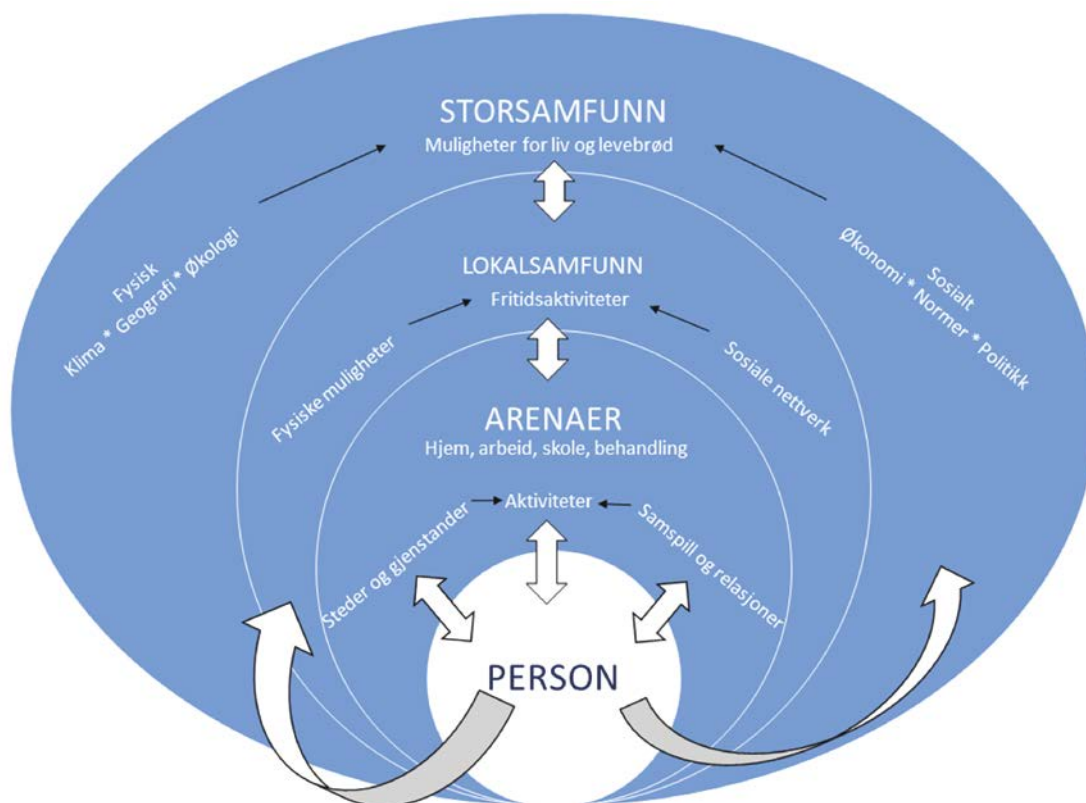 STORSAMFUNN
Muligheter for liv og levebrød
Fysisk
Klima * Geografi * Økologi
Sosialt
Økonomi * Normer * Politikk
LOKALSAMFUNN
Fritidsaktiviteter
Fysiske muligheter
Sosiale nettverk
ARENAER
Hjem, arbeid, skole, behandling
Aktiviteter
Steder og gjenstander
Samspill og relasjoner
PERSON